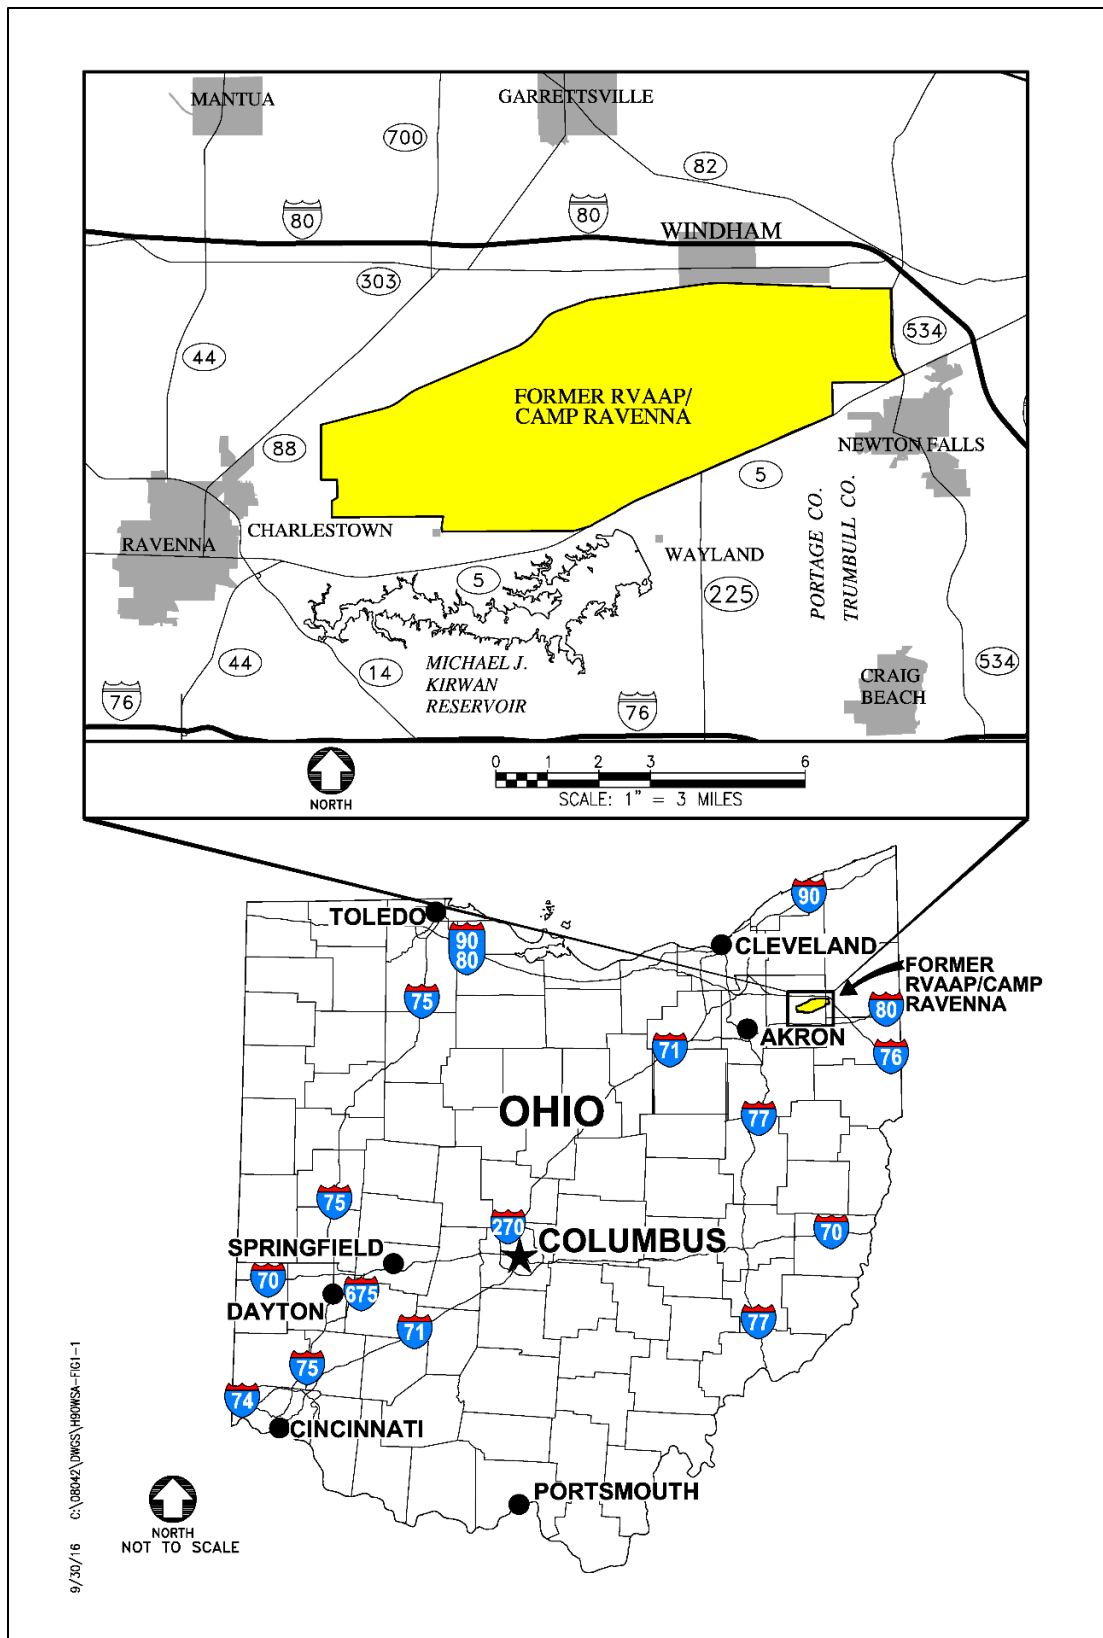 MANTUA
GARRETTSVILLE
700
82
80
80
WINDHAM
303
534
44
FORMER RVAAP/
CAMP RAVENNA
88
NEWTON FALLS
5
CHARLESTOWN
RAVENNA
WAYLAND
PORTAGE CO.
TRUMBULL CO.
5
225
44
14
MICHAEL J.
KIRWAN
RESERVOIR
534
CRAIG
BEACH
76
76
NORTH
0 1 2 3 6
SCALE: 1" = 3 MILES
90
TOLEDO
90
80
CLEVELAND
75
FORMER
RVAAP/CAMP
RAVENNA
80
AKRON
71
76
OHIO
77
75
270
COLUMBUS
70
SPRINGFIELD
70
675
DAYTON
71
77
75
74
CINCINNATI
PORTSMOUTH
NORTH
NOT TO SCALE
9/30/16 C:\08042\DWGS\H90WSA-FIG1-1